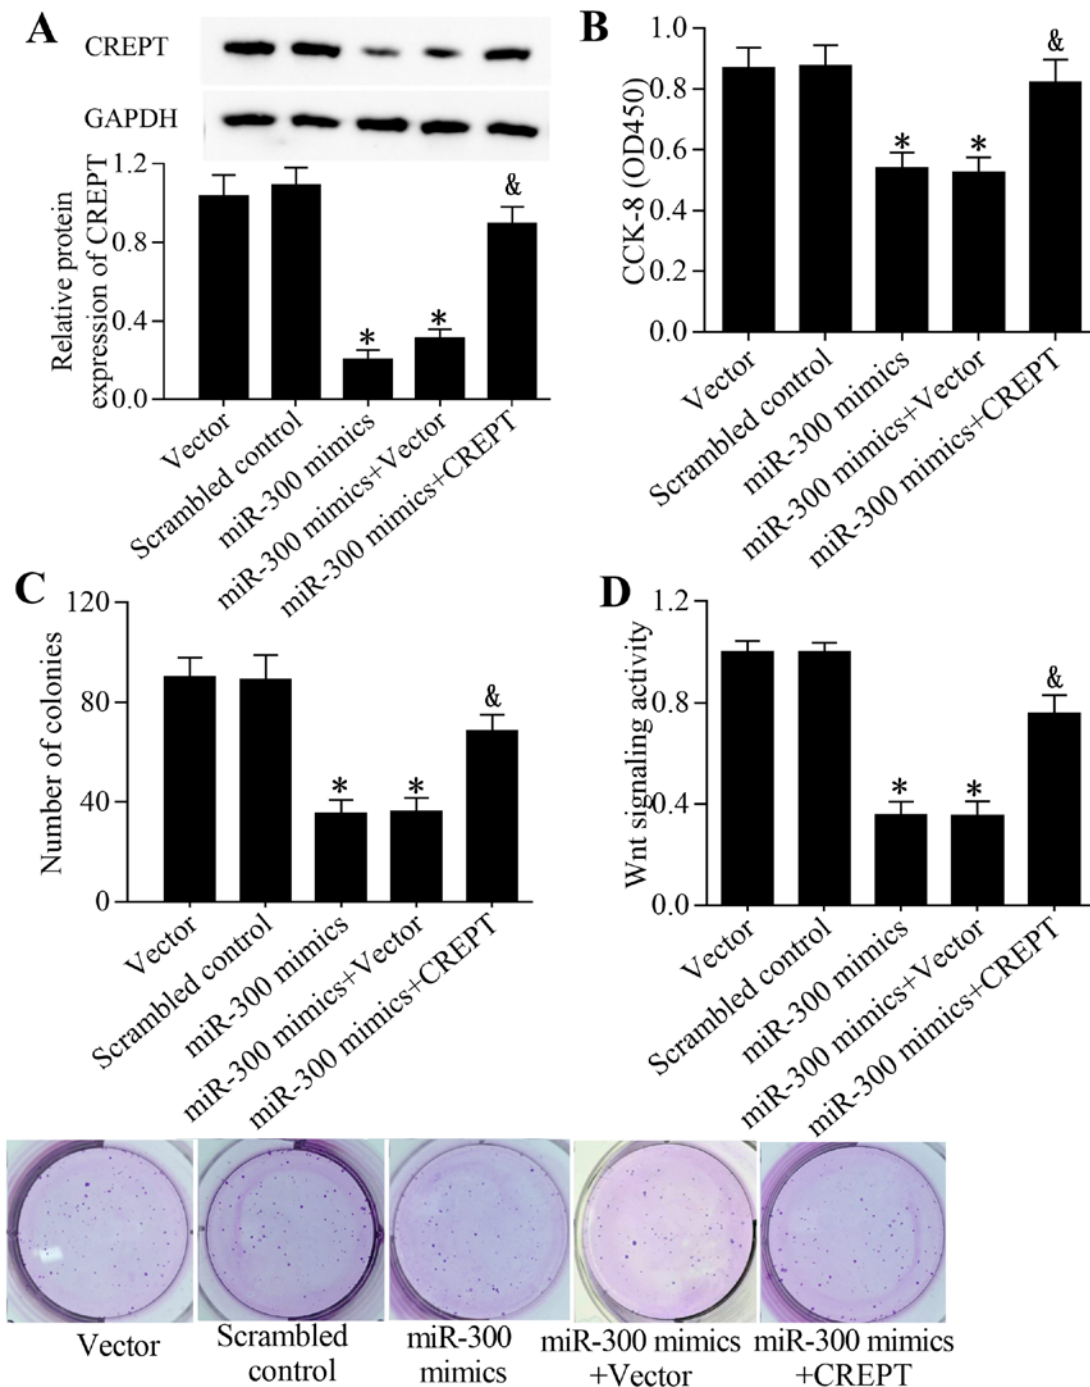 A
CREPT
GAPDH
Relative protein
expression of CREPT
1.2
0.8
0.4
0.0
*
*
&
Vector
Scrambled control
miR-300 mimics
miR-300 mimics+Vector
miR-300 mimics+CREPT
B
CCK-8 (OD450)
1.0
0.8
0.6
0.4
0.2
0.0
*
*
&
Vector
Scrambled control
miR-300 mimics
miR-300 mimics+Vector
miR-300 mimics+CREPT
C
Number of colonies
120
80
40
0
*
*
&
Vector
Scrambled control
miR-300 mimics
miR-300 mimics+Vector
miR-300 mimics+CREPT
D
Wnt signaling activity
1.2
0.8
0.4
0.0
*
*
&
Vector
Scrambled control
miR-300 mimics
miR-300 mimics+Vector
miR-300 mimics+CREPT
Vector
Scrambled
control
miR-300
mimics
miR-300 mimics
+Vector
miR-300 mimics
+CREPT